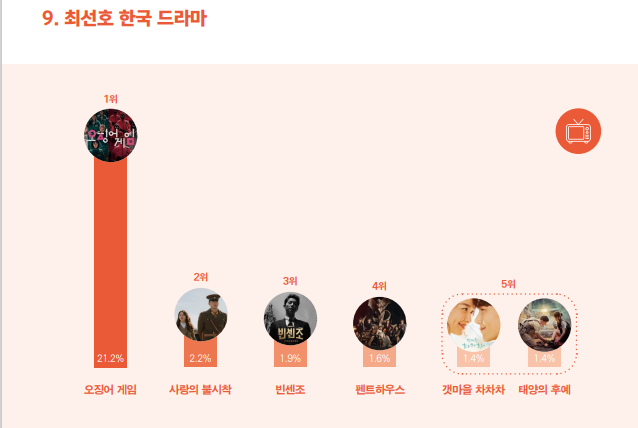 9. 최선호 한국 드라마
1위
오징어 게임
2위
3위
빈센조
4위
5위
21.2%
2.2%
1.9%
1.6%
1.4%
1.4%
오징어 게임
사랑의 불시착
빈센조
펜트하우스
갯마을 차차차
태양의 후예